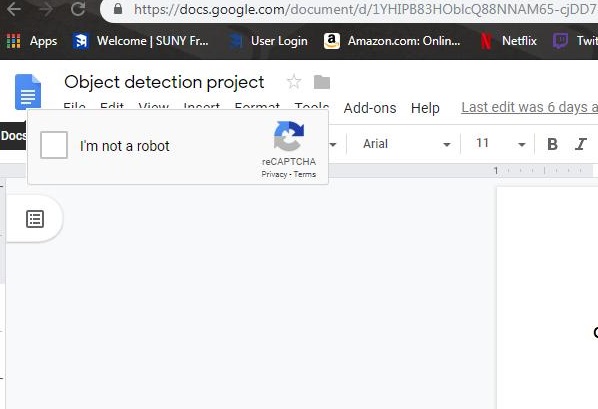 https://docs.google.com/document/d/1YHIPB83HOblcQ88NNAM65-cjDD7
Apps Welcome | SUNY Fr... User Login Amazon.com: Onlin... Netflix Twit
Object detection project
File Edit View Insert Format Tools Add-ons Help Last edit was 6 days a
Docs
I'm not a robot
reCAPTCHA
Privacy - Terms
Arial 11 B I
1